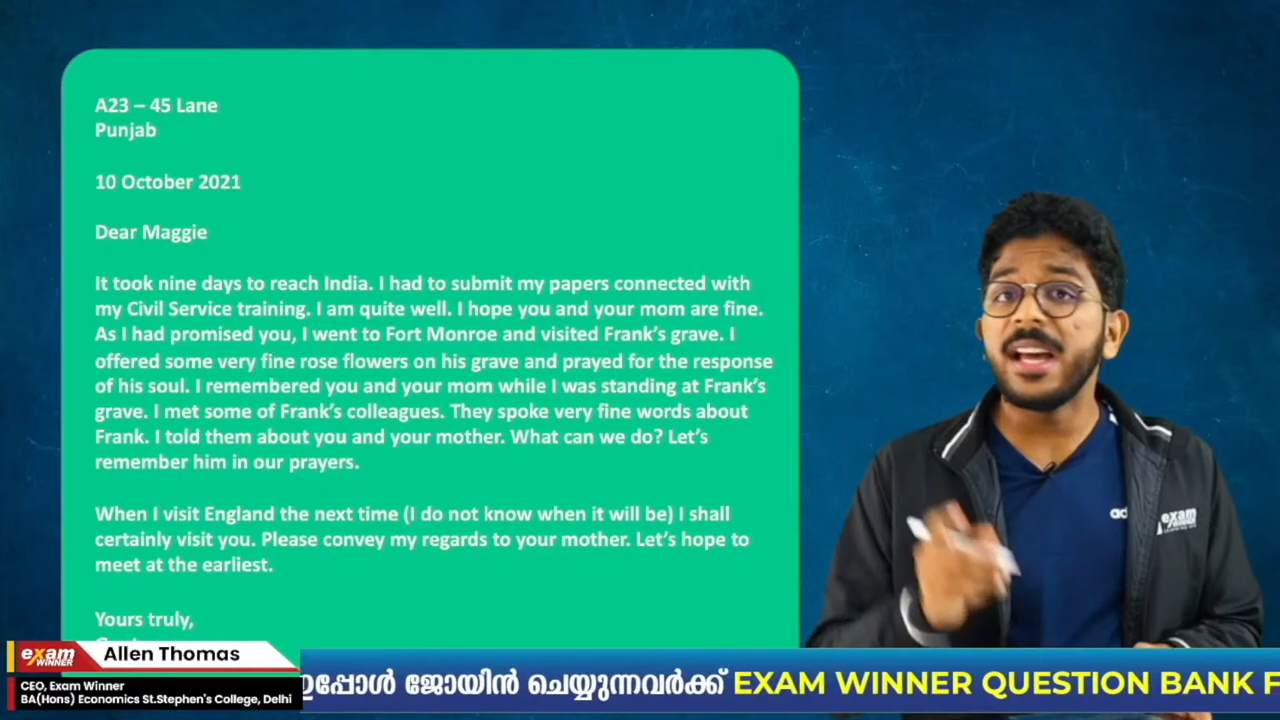 A23 – 45 Lane
Punjab
10 October 2021
Dear Maggie
It took nine days to reach India. I had to submit my papers connected with
my Civil Service training. I am quite well. I hope you and your mom are fine.
As I had promised you, I went to Fort Monroe and visited Frank's grave. I
offered some very fine rose flowers on his grave and prayed for the response
of his soul. I remembered you and your mom while I was standing at Frank's
grave. I met some of Frank's colleagues. They spoke very fine words about
Frank. I told them about you and your mother. What can we do? Let's
remember him in our prayers.
When I visit England the next time (I do not know when it will be) I shall
certainly visit you. Please convey my regards to your mother. Let's hope to
meet at the earliest.
Yours truly,
ad
exam
WINNER
exam
WINNER
Allen Thomas
CEO, Exam Winner
BA(Hons) Economics St.Stephen's College, Delhi
ഇപ്പോൾ ജോയിൻ ചെയ്യുന്നവർക്ക് EXAM WINNER QUESTION BANK F